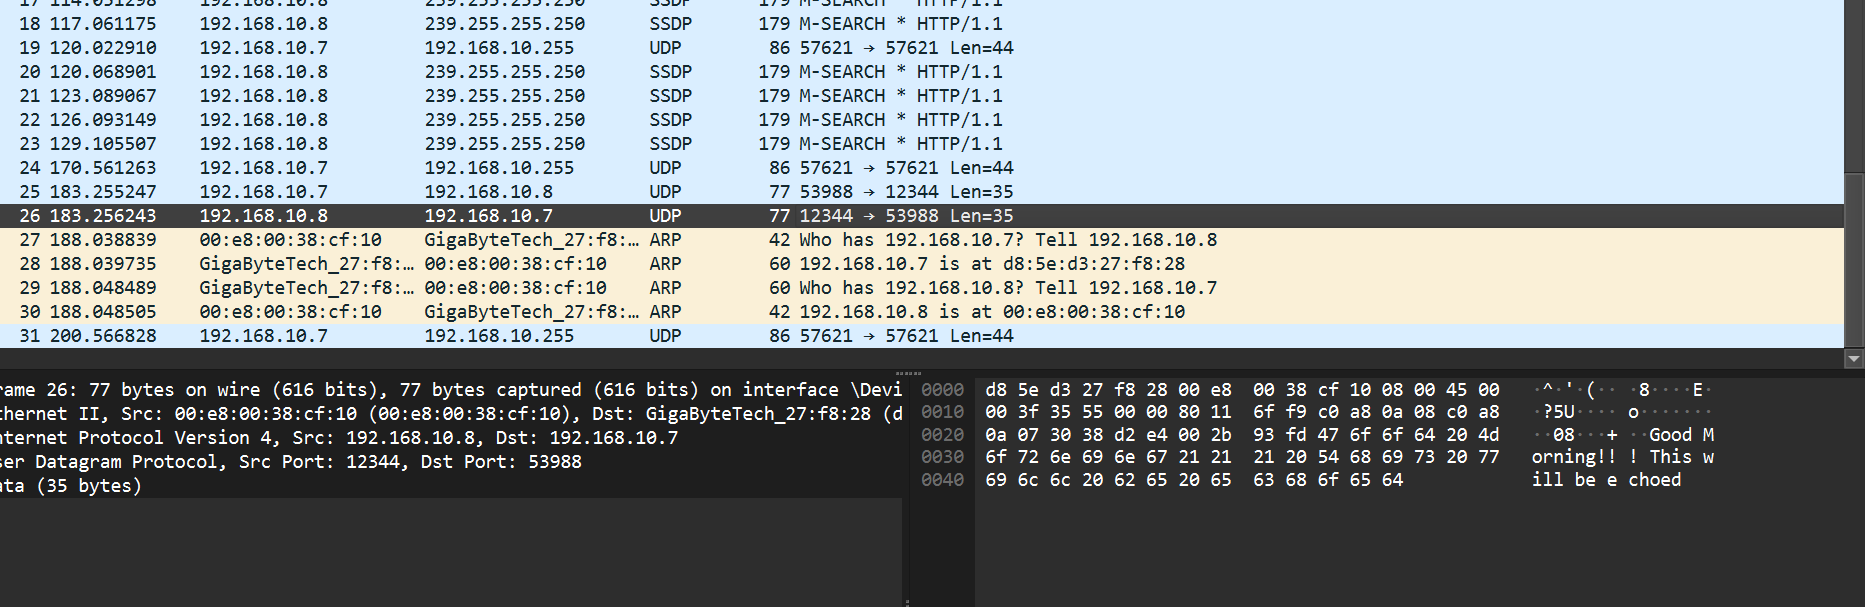 17 114.051298 192.168.10.8 239.255.255.250 SSDP 179 M-SEARCH * HTTP/1.1
18 117.061175 192.168.10.8 239.255.255.250 SSDP 179 M-SEARCH * HTTP/1.1
19 120.022910 192.168.10.7 192.168.10.255 UDP 86 57621 → 57621 Len=44
20 120.068901 192.168.10.8 239.255.255.250 SSDP 179 M-SEARCH * HTTP/1.1
21 123.089067 192.168.10.8 239.255.255.250 SSDP 179 M-SEARCH * HTTP/1.1
22 126.093149 192.168.10.8 239.255.255.250 SSDP 179 M-SEARCH * HTTP/1.1
23 129.105507 192.168.10.8 239.255.255.250 SSDP 179 M-SEARCH * HTTP/1.1
24 170.561263 192.168.10.7 192.168.10.255 UDP 86 57621 → 57621 Len=44
25 183.255247 192.168.10.7 192.168.10.8 UDP 77 53988 → 12344 Len=35
26 183.256243 192.168.10.8 192.168.10.7 UDP 77 12344 → 53988 Len=35
27 188.038839 00:e8:00:38:cf:10 GigaByteTech_27:f8:… ARP 42 Who has 192.168.10.7? Tell 192.168.10.8
28 188.039735 GigaByteTech_27:f8:… 00:e8:00:38:cf:10 ARP 60 192.168.10.7 is at d8:5e:d3:27:f8:28
29 188.048489 GigaByteTech_27:f8:… 00:e8:00:38:cf:10 ARP 60 Who has 192.168.10.8? Tell 192.168.10.7
30 188.048505 00:e8:00:38:cf:10 GigaByteTech_27:f8:… ARP 42 192.168.10.8 is at 00:e8:00:38:cf:10
31 200.566828 192.168.10.7 192.168.10.255 UDP 86 57621 → 57621 Len=44
rame 26: 77 bytes on wire (616 bits), 77 bytes captured (616 bits) on interface \Devi
thernet II, Src: 00:e8:00:38:cf:10 (00:e8:00:38:cf:10), Dst: GigaByteTech_27:f8:28 (d
nternet Protocol Version 4, Src: 192.168.10.8, Dst: 192.168.10.7
ser Datagram Protocol, Src Port: 12344, Dst Port: 53988
ata (35 bytes)
0000 d8 5e d3 27 f8 28 00 e8 00 38 cf 10 08 00 45 00 ·^·'(·· ·8····E·
0010 00 3f 35 55 00 00 80 11 6f f9 c0 a8 0a 08 c0 a8 ·?5U···· o·······
0020 0a 07 30 38 d2 e4 00 2b 93 fd 47 6f 6f 64 20 4d ··08···+ ··Good M
0030 6f 72 6e 69 6e 67 21 21 21 20 54 68 69 73 20 77 orning!! ! This w
0040 69 6c 6c 20 62 65 20 65 63 68 6f 65 64 ill be e choed